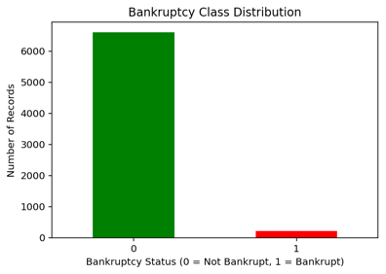 Bankruptcy Class Distribution
Number of Records
6000
5000
4000
3000
2000
1000
0
0 1
Bankruptcy Status (0 = Not Bankrupt, 1 = Bankrupt)